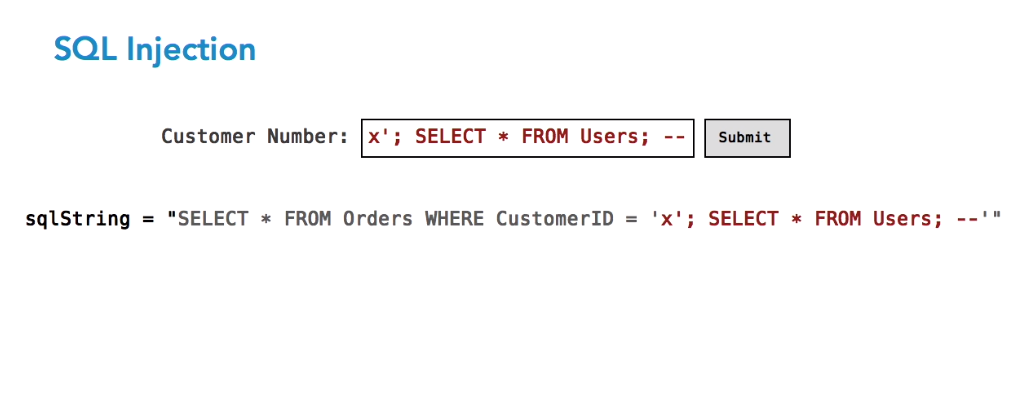 SQL Injection
Customer Number: x'; SELECT * FROM Users; -- Submit
sqlString = "SELECT * FROM Orders WHERE CustomerID = 'x'; SELECT * FROM Users; --'"